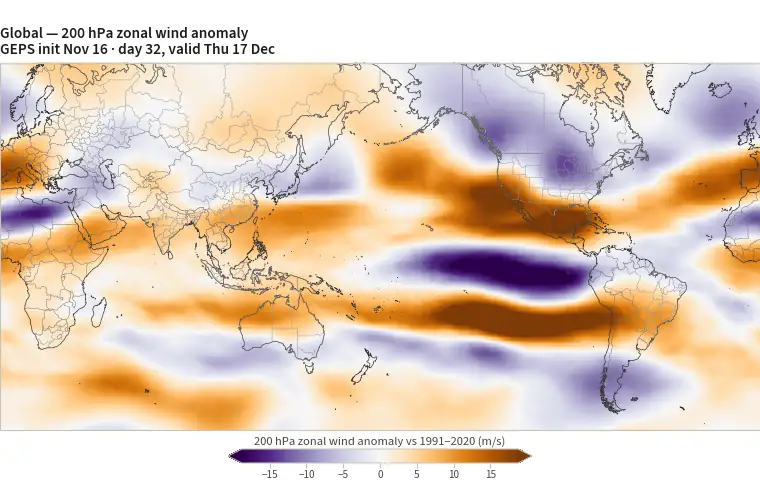 Global — 200 hPa zonal wind anomaly
GEPS init Nov 16 · day 32, valid Thu 17 Dec
200 hPa zonal wind anomaly vs 1991–2020 (m/s)
−15 −10 −5 0 5 10 15